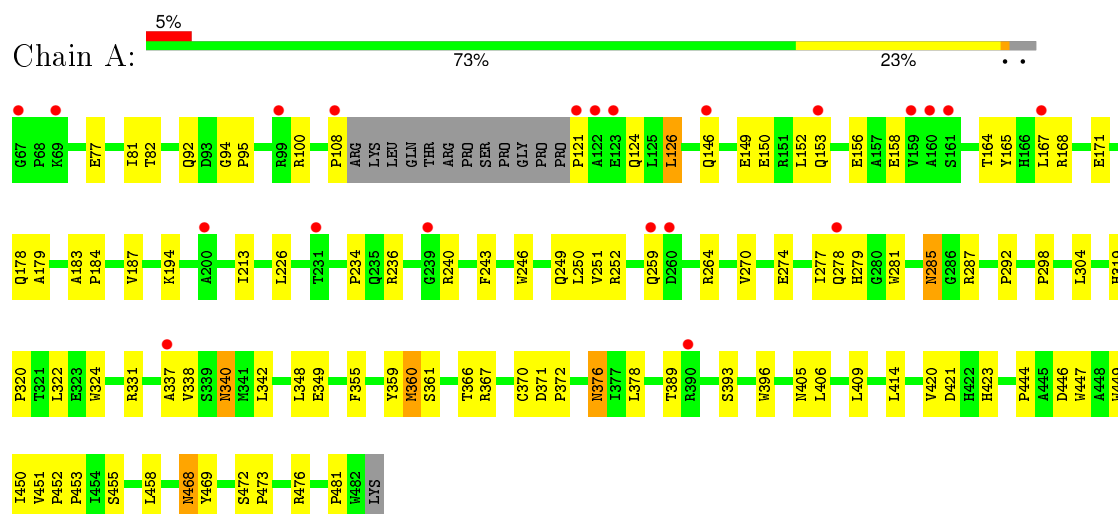 5%
Chain A:
73% 23% • •
G67 P68 K69 E77 I81 T82 Q92 D93 G94 P95 R99 R100 P108 ARG LYS LEU GLN THR ARG PRO SER PRO GLY PRO PRO P121 A122 E123 Q124 L125 L126 Q146 E149 E150 R151 L152 Q153 E156 A157 E158 V159 A160 S161 T164 Y165 H166 L167 R168 E171
Q178 A179 A183 P184 V187 K194 A200 I213 L226 T231 P234 Q235 R236 G239 R240 F243 W246 Q249 L250 V251 R252 Q259 D260 R264 V270 E274 I277 Q278 H279 G280 W281 N285 G286 R287 P292 P298 L304 H319
P320 T321 L322 E323 W324 R331 A337 V338 S339 N340 M341 L342 L348 E349 F355 Y359 M360 S361 T366 R367 C370 D371 P372 N376 I377 L378 T389 R390 S393 W396 N405 L406 L409 L414 V420 D421 H422 H423 P444 A445 D446 W447 A448 W449
I450 V451 P452 P453 I454 S455 L458 N468 Y469 S472 P473 R476 P481 W482 LYS